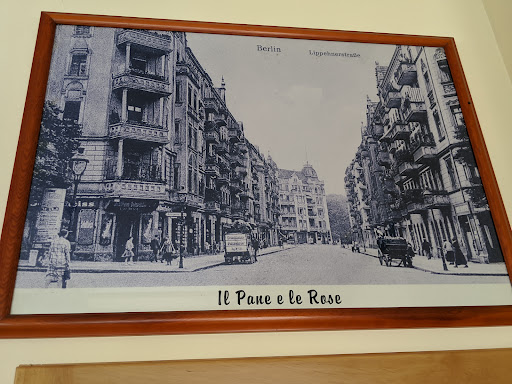 Berlin
Lippehnerstraße
Il Pane e le Rose